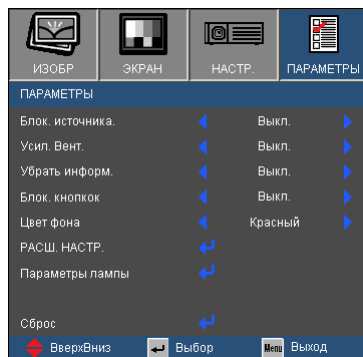 ИЗОБР ЭКРАН НАСТР. ПАРАМЕТРЫ
ПАРАМЕТРЫ
Блок. источника. Выкл.
Усил. Вент. Выкл.
Убрать информ. Выкл.
Блок. кнопкок Выкл.
Цвет фона Красный
РАСШ. НАСТР.
Параметры лампы
Сброс
ВверхВниз Выбор Menu Выход